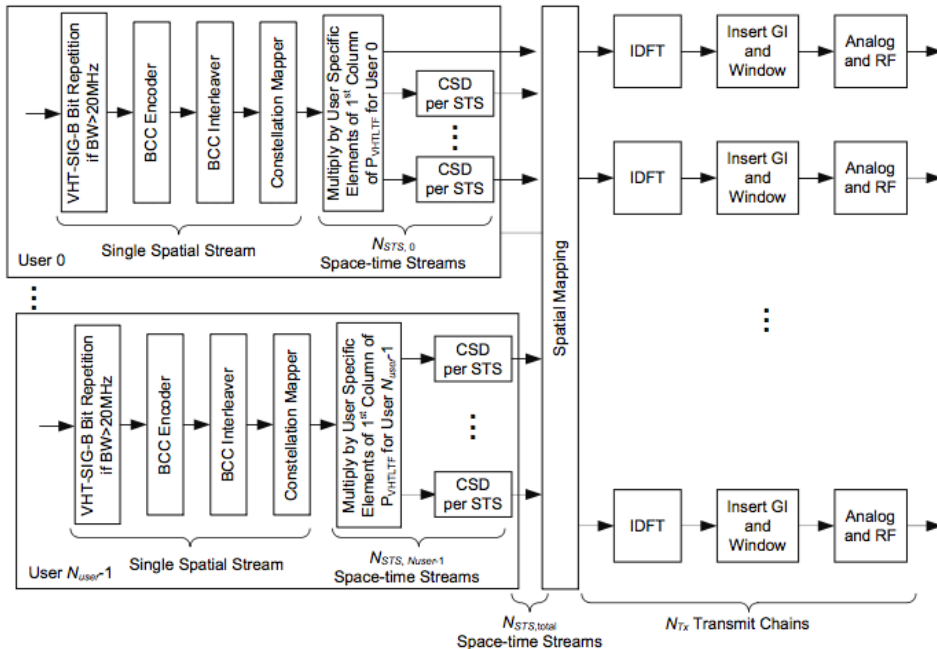 VHT-SIG-B Bit Repetition
if BW>20MHz
BCC Encoder
BCC Interleaver
Constellation Mapper
Multiply by User Specific
Elements of 1st Column
of PVHTLTF for User 0
CSD
per STS
CSD
per STS
Single Spatial Stream
NSTS, 0
Space-time Streams
User 0
VHT-SIG-B Bit Repetition
if BW>20MHz
BCC Encoder
BCC Interleaver
Constellation Mapper
Multiply by User Specific
Elements of 1st Column of
PVHTLTF for User Nuser-1
CSD
per STS
CSD
per STS
Single Spatial Stream
NSTS, Nuser-1
Space-time Streams
User Nuser-1
NSTS,total
Space-time Streams
Spatial Mapping
IDFT
Insert GI
and
Window
Analog
and RF
IDFT
Insert GI
and
Window
Analog
and RF
IDFT
Insert GI
and
Window
Analog
and RF
NTx Transmit Chains